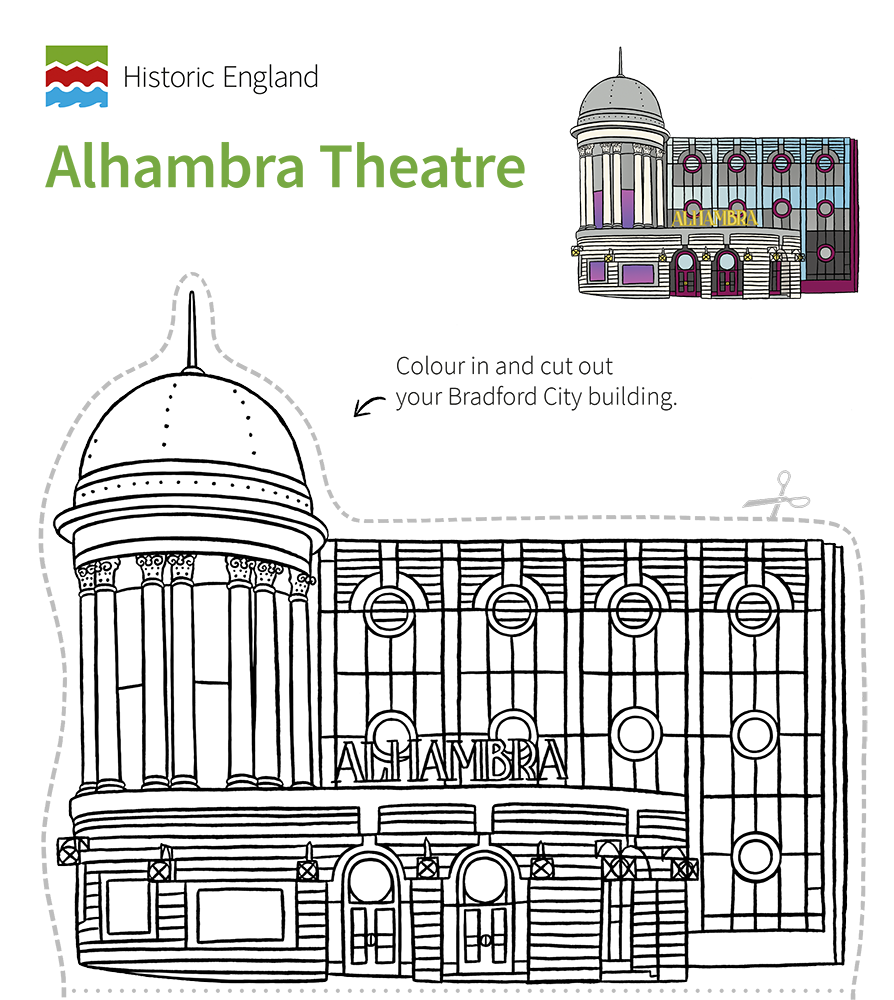 Historic England
Alhambra Theatre
ALHAMBRA
Colour in and cut out
your Bradford City building.
ALHAMBRA